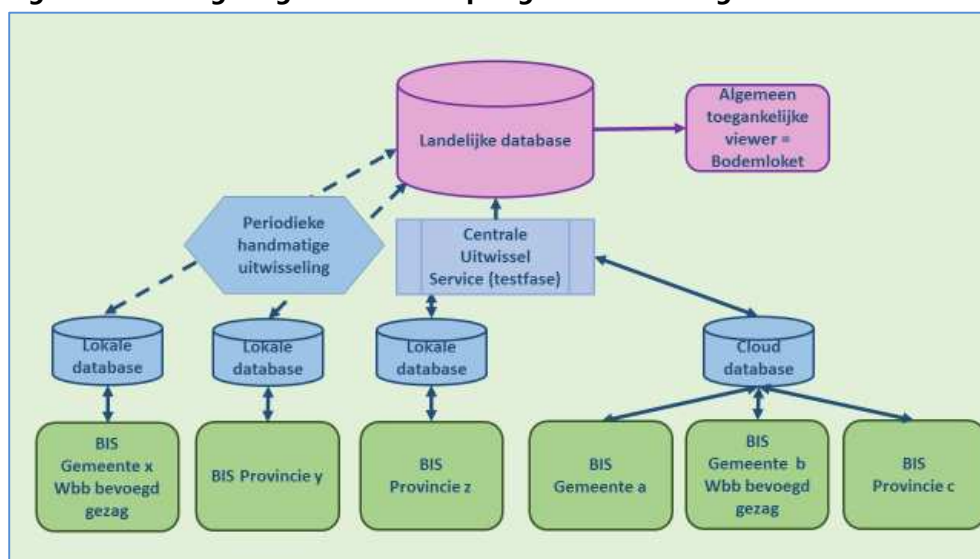 Landelijke database
Algemeen
toegankelijke
viewer =
Bodemloket
Periodieke
handmatige
uitwisseling
Centrale
Uitwissel
Service (testfase)
Lokale
database
Lokale
database
Lokale
database
Cloud
database
BIS
Gemeente x
Wbb bevoegd
gezag
BIS Provincie y
BIS
Provincie z
BIS
Gemeente a
BIS
Gemeente b
Wbb bevoegd
gezag
BIS
Provincie c